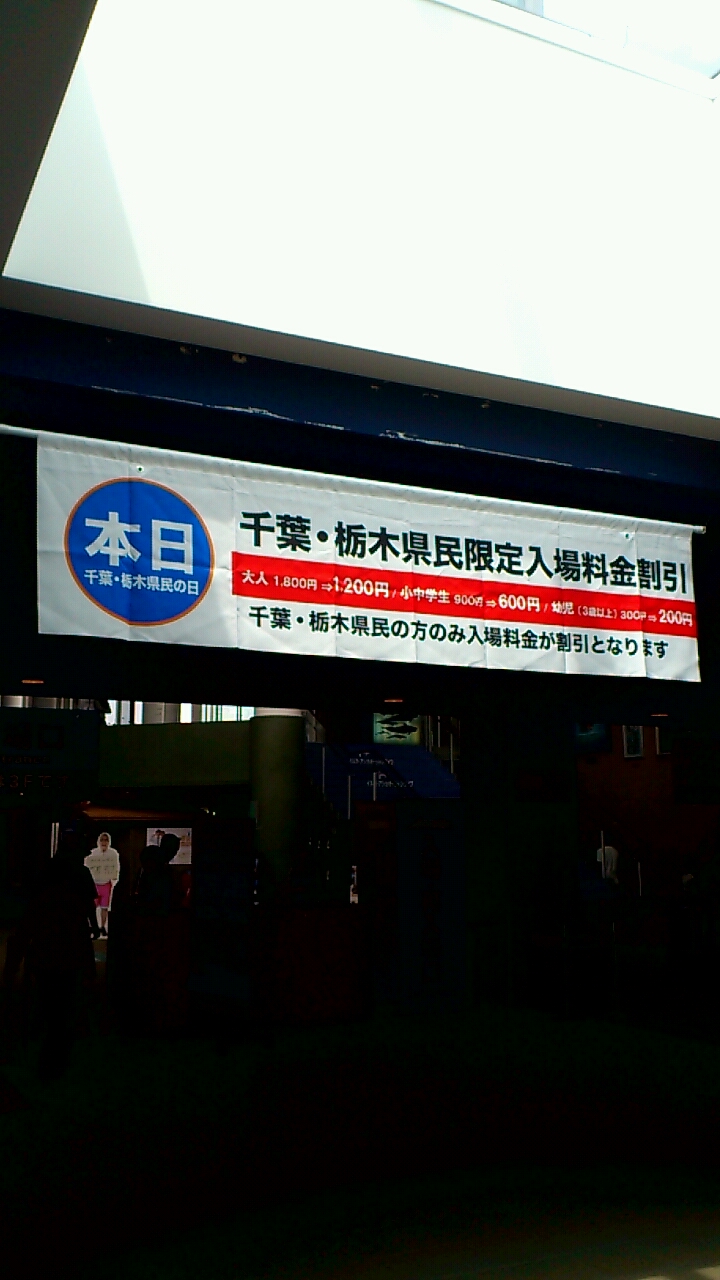 本日
千葉・栃木県民の日
千葉・栃木県民限定入場料金割引
大人 1,800円 ⇒1,200円 / 小中学生 900円 ⇒ 600円 / 幼児 (3歳以上) 300円 ⇒ 200円
千葉・栃木県民の方のみ入場料金が割引となります